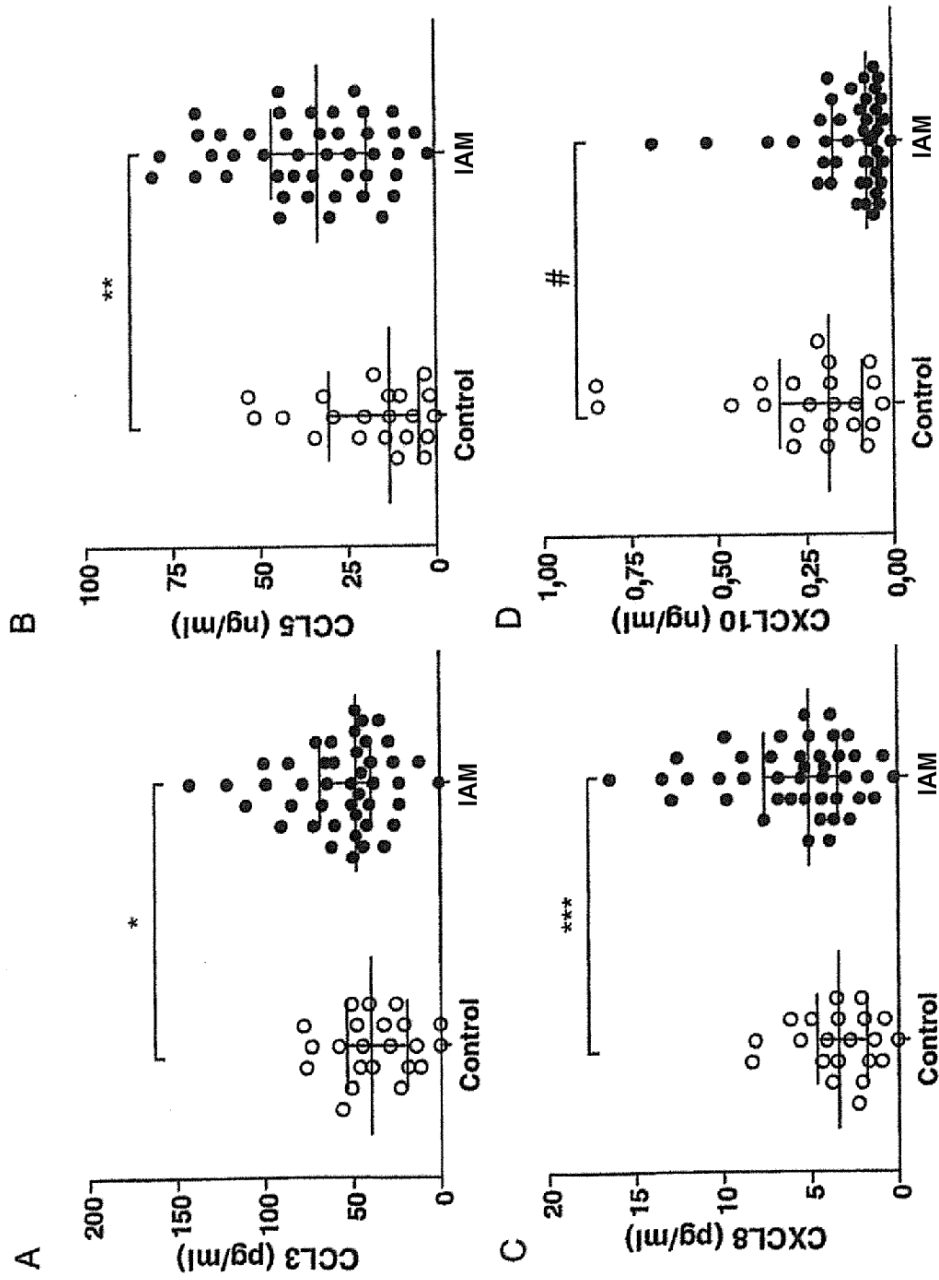 A
CCL3 (pg/ml)
200
150
100
50
0
*
Control
IAM
B
CCL5 (ng/ml)
100
75
50
25
0
**
Control
IAM
C
CXCL8 (pg/ml)
20
15
10
5
0
***
Control
IAM
D
CXCL10 (ng/ml)
1,00
0,75
0,50
0,25
0,00
#
Control
IAM